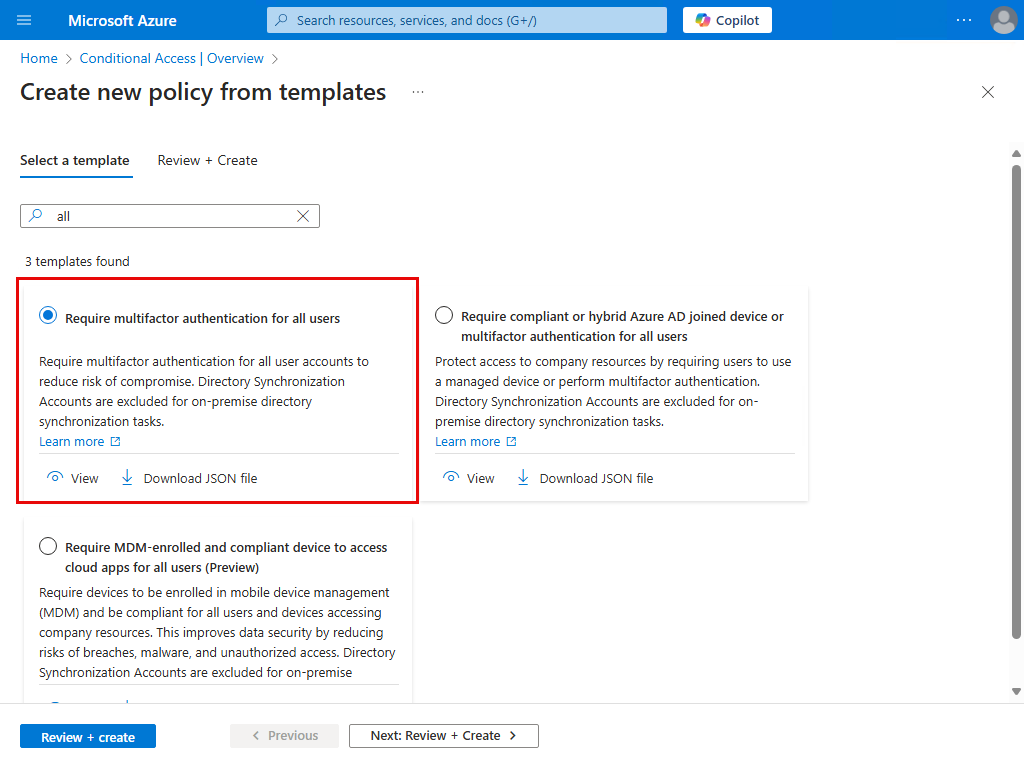 Microsoft Azure
Search resources, services, and docs (G+/)
Copilot
...
Home > Conditional Access | Overview >
Create new policy from templates ...
Select a template
Review + Create
all
3 templates found
Require multifactor authentication for all users
Require multifactor authentication for all user accounts to
reduce risk of compromise. Directory Synchronization
Accounts are excluded for on-premise directory
synchronization tasks.
Learn more
View
Download JSON file
Require compliant or hybrid Azure AD joined device or
multifactor authentication for all users
Protect access to company resources by requiring users to use
a managed device or perform multifactor authentication.
Directory Synchronization Accounts are excluded for on-
premise directory synchronization tasks.
Learn more
View
Download JSON file
Require MDM-enrolled and compliant device to access
cloud apps for all users (Preview)
Require devices to be enrolled in mobile device management
(MDM) and be compliant for all users and devices accessing
company resources. This improves data security by reducing
risks of breaches, malware, and unauthorized access. Directory
Synchronization Accounts are excluded for on-premise
Review + create
< Previous
Next: Review + Create >